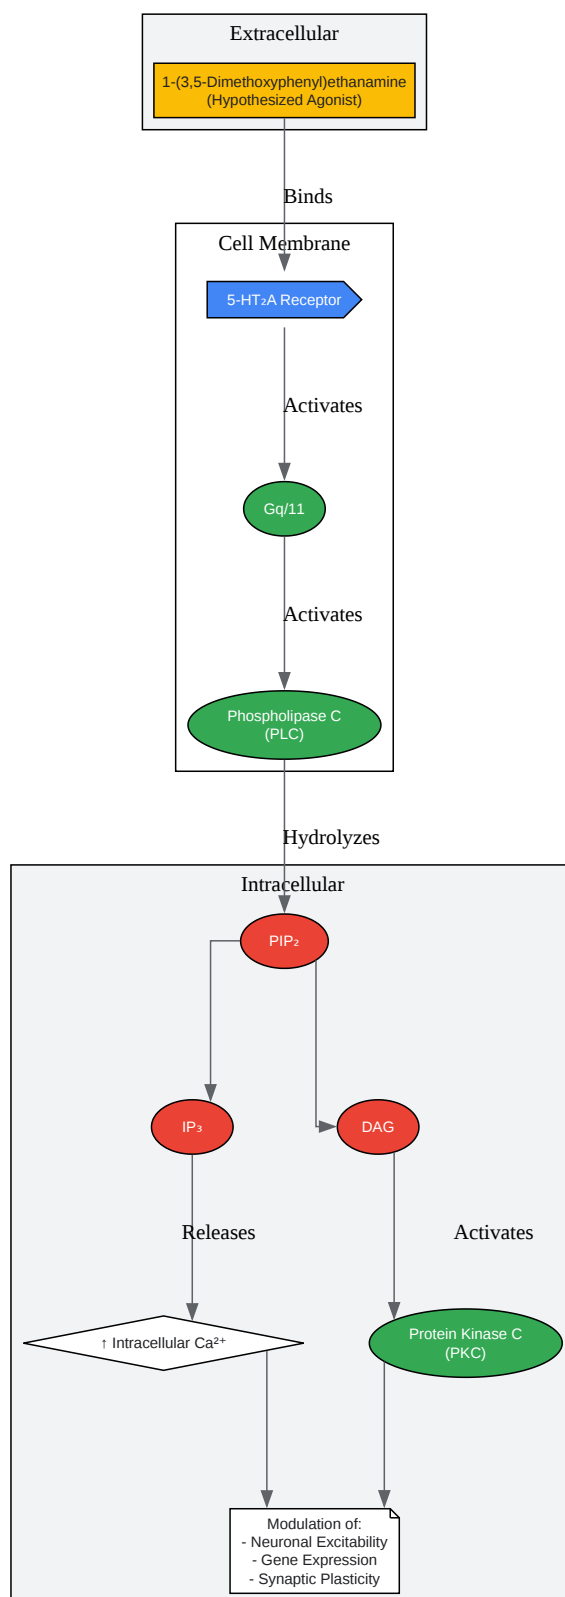 Extracellular
1-(3,5-Dimethoxyphenyl)ethanamine
(Hypothesized Agonist)
Binds
Cell Membrane
5-HT₂A Receptor
Activates
Gq/11
Activates
Phospholipase C
(PLC)
Hydrolyzes
Intracellular
PIP₂
IP₃
DAG
Releases
Activates
↑ Intracellular Ca²⁺
Protein Kinase C
(PKC)
Modulation of:
- Neuronal Excitability
- Gene Expression
- Synaptic Plasticity